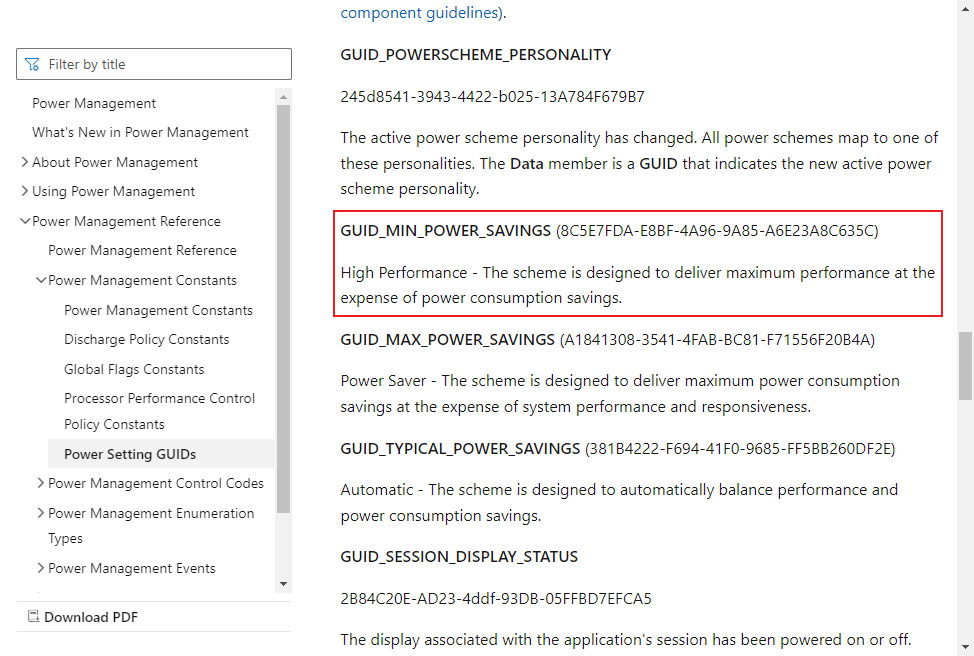 Filter by title
Power Management
What's New in Power Management
About Power Management
Using Power Management
Power Management Reference
Power Management Reference
Power Management Constants
Power Management Constants
Discharge Policy Constants
Global Flags Constants
Processor Performance Control
Policy Constants
Power Setting GUIDs
Power Management Control Codes
Power Management Enumeration
Types
Power Management Events
Download PDF
component guidelines).
GUID_POWERSCHEME_PERSONALITY
245d8541-3943-4422-b025-13A784F679B7
The active power scheme personality has changed. All power schemes map to one of
these personalities. The Data member is a GUID that indicates the new active power
scheme personality.
GUID_MIN_POWER_SAVINGS (8C5E7FDA-E8BF-4A96-9A85-A6E23A8C635C)
High Performance - The scheme is designed to deliver maximum performance at the
expense of power consumption savings.
GUID_MAX_POWER_SAVINGS (A1841308-3541-4FAB-BC81-F71556F20B4A)
Power Saver - The scheme is designed to deliver maximum power consumption
savings at the expense of system performance and responsiveness.
GUID_TYPICAL_POWER_SAVINGS (381B4222-F694-41F0-9685-FF5BB260DF2E)
Automatic - The scheme is designed to automatically balance performance and
power consumption savings.
GUID_SESSION_DISPLAY_STATUS
2B84C20E-AD23-4ddf-93DB-05FFBD7EFCA5
The display associated with the application's session has been powered on or off.